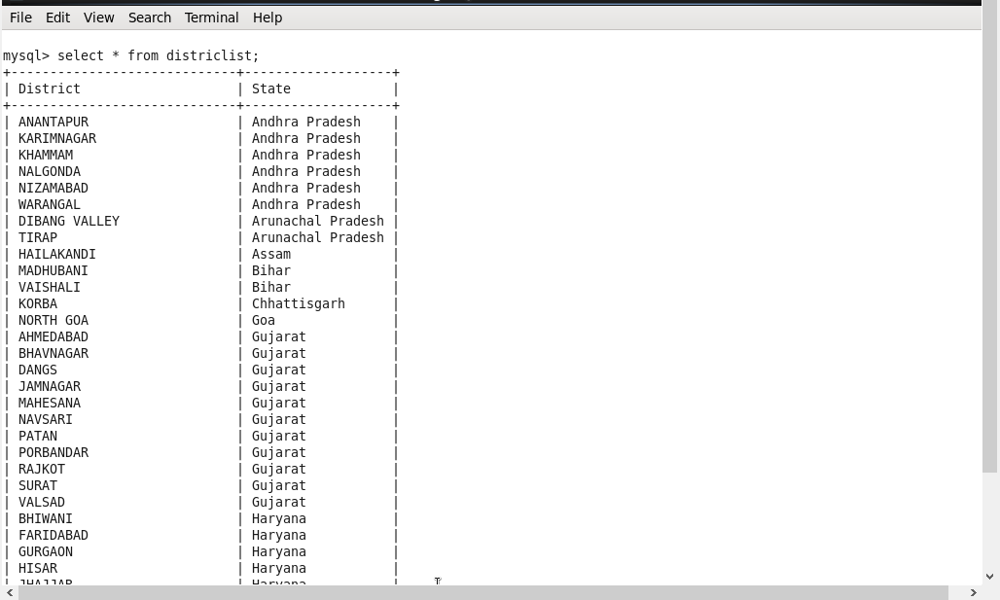 File Edit View Search Terminal Help
mysql> select * from districlist;
+-----------------------------+-------------------+
| District                    | State             |
+-----------------------------+-------------------+
| ANANTAPUR                   | Andhra Pradesh    |
| KARIMNAGAR                  | Andhra Pradesh    |
| KHAMMAM                     | Andhra Pradesh    |
| NALGONDA                    | Andhra Pradesh    |
| NIZAMABAD                   | Andhra Pradesh    |
| WARANGAL                    | Andhra Pradesh    |
| DIBANG VALLEY               | Arunachal Pradesh |
| TIRAP                       | Arunachal Pradesh |
| HAILAKANDI                  | Assam             |
| MADHUBANI                   | Bihar             |
| VAISHALI                    | Bihar             |
| KORBA                       | Chhattisgarh      |
| NORTH GOA                   | Goa               |
| AHMEDABAD                   | Gujarat           |
| BHAVNAGAR                   | Gujarat           |
| DANGS                       | Gujarat           |
| JAMNAGAR                    | Gujarat           |
| MAHESANA                    | Gujarat           |
| NAVSARI                     | Gujarat           |
| PATAN                       | Gujarat           |
| PORBANDAR                   | Gujarat           |
| RAJKOT                      | Gujarat           |
| SURAT                       | Gujarat           |
| VALSAD                      | Gujarat           |
| BHIWANI                     | Haryana           |
| FARIDABAD                   | Haryana           |
| GURGAON                     | Haryana           |
| HISAR                       | Haryana           |
| JHAJJAR                     | Haryana           |